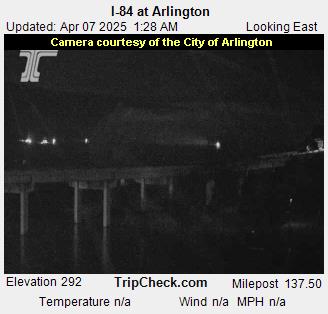 I-84 at Arlington
Updated: Apr 07 2025 1:28 AM Looking East
Camera courtesy of the City of Arlington
Elevation 292 TripCheck.com Milepost 137.50
Temperature n/a Wind n/a MPH n/a